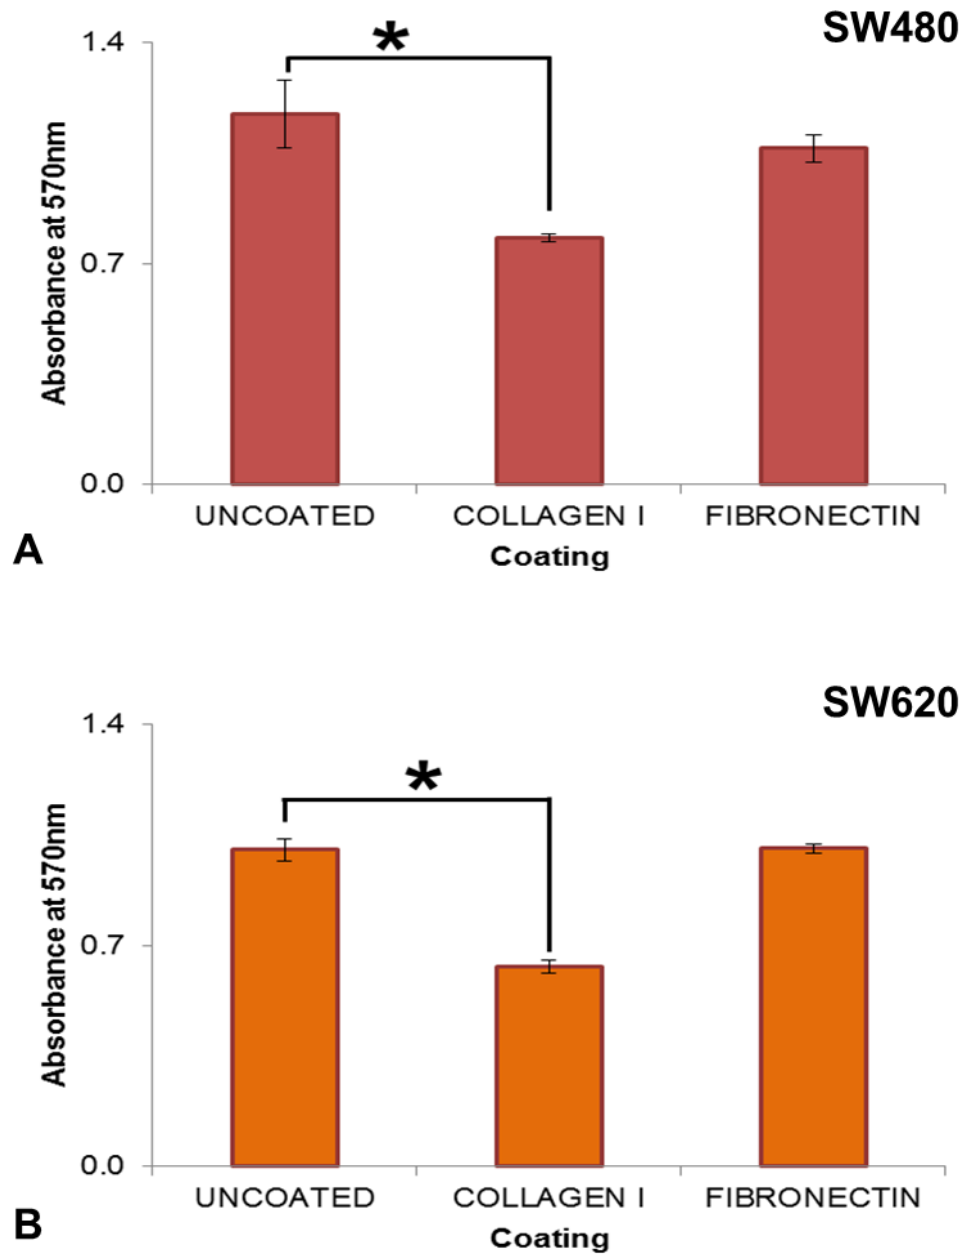 SW480
*
1.4
0.7
0.0
Absorbance at 570nm
UNCOATED COLLAGEN I FIBRONECTIN
Coating
A
SW620
*
1.4
0.7
0.0
Absorbance at 570nm
UNCOATED COLLAGEN I FIBRONECTIN
Coating
B